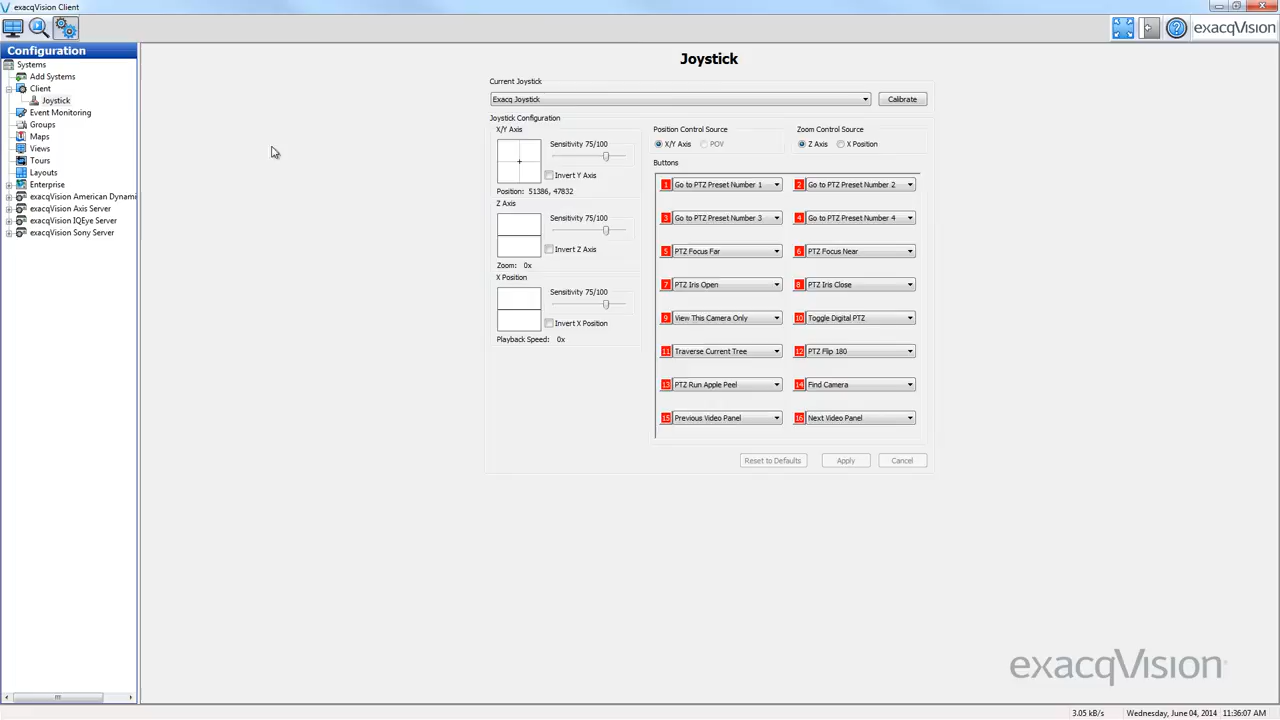 exacqVision Client
exacqVision
Configuration
Systems
Add Systems
Client
Joystick
Event Monitoring
Groups
Maps
Views
Tours
Layouts
Enterprise
exacqVision American Dynami
exacqVision Axis Server
exacqVision IQEye Server
exacqVision Sony Server
Joystick
Current Joystick
Exacq Joystick
Calibrate
Joystick Configuration
X/Y Axis
Sensitivity 75/100
Invert Y Axis
Position: 51386, 47832
Z Axis
Sensitivity 75/100
Invert Z Axis
Zoom: 0x
X Position
Sensitivity 75/100
Invert X Position
Playback Speed: 0x
Position Control Source
X/Y Axis POV
Zoom Control Source
Z Axis X Position
Buttons
1 Go to PTZ Preset Number 1
2 Go to PTZ Preset Number 2
3 Go to PTZ Preset Number 3
4 Go to PTZ Preset Number 4
5 PTZ Focus Far
6 PTZ Focus Near
7 PTZ Iris Open
8 PTZ Iris Close
9 View This Camera Only
10 Toggle Digital PTZ
11 Traverse Current Tree
12 PTZ Flip 180
13 PTZ Run Apple Peel
14 Find Camera
15 Previous Video Panel
16 Next Video Panel
Reset to Defaults
Apply
Cancel
exacqVision
3.05 kB/s
Wednesday, June 04, 2014 11:36:07 AM